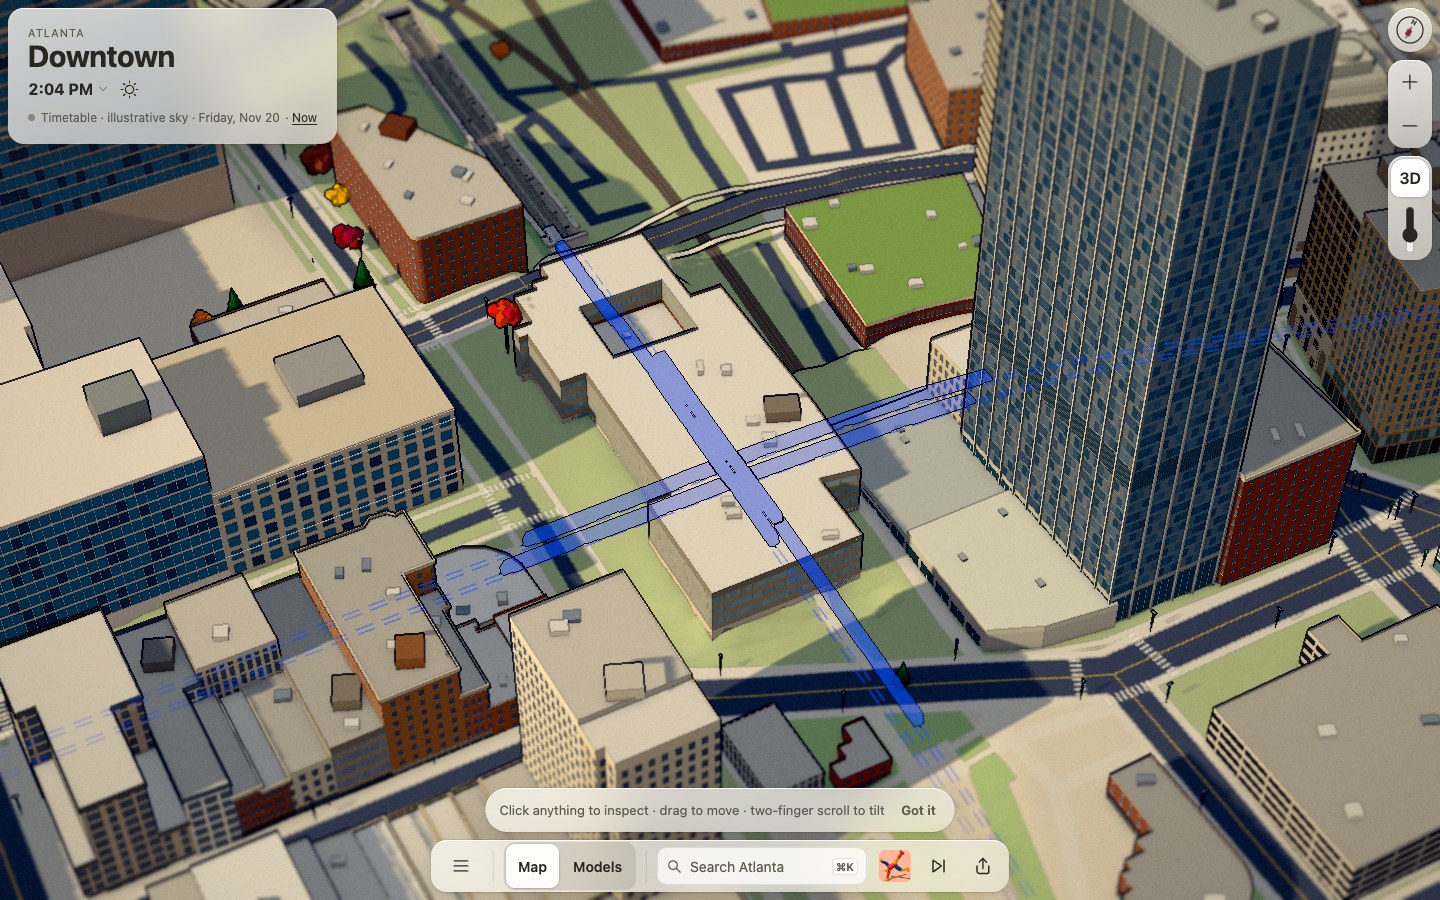 ATLANTA
Downtown
2:04 PM
Timetable · illustrative sky · Friday, Nov 20 · Now
3D
Click anything to inspect · drag to move · two-finger scroll to tilt Got it
Map Models Search Atlanta ⌘K